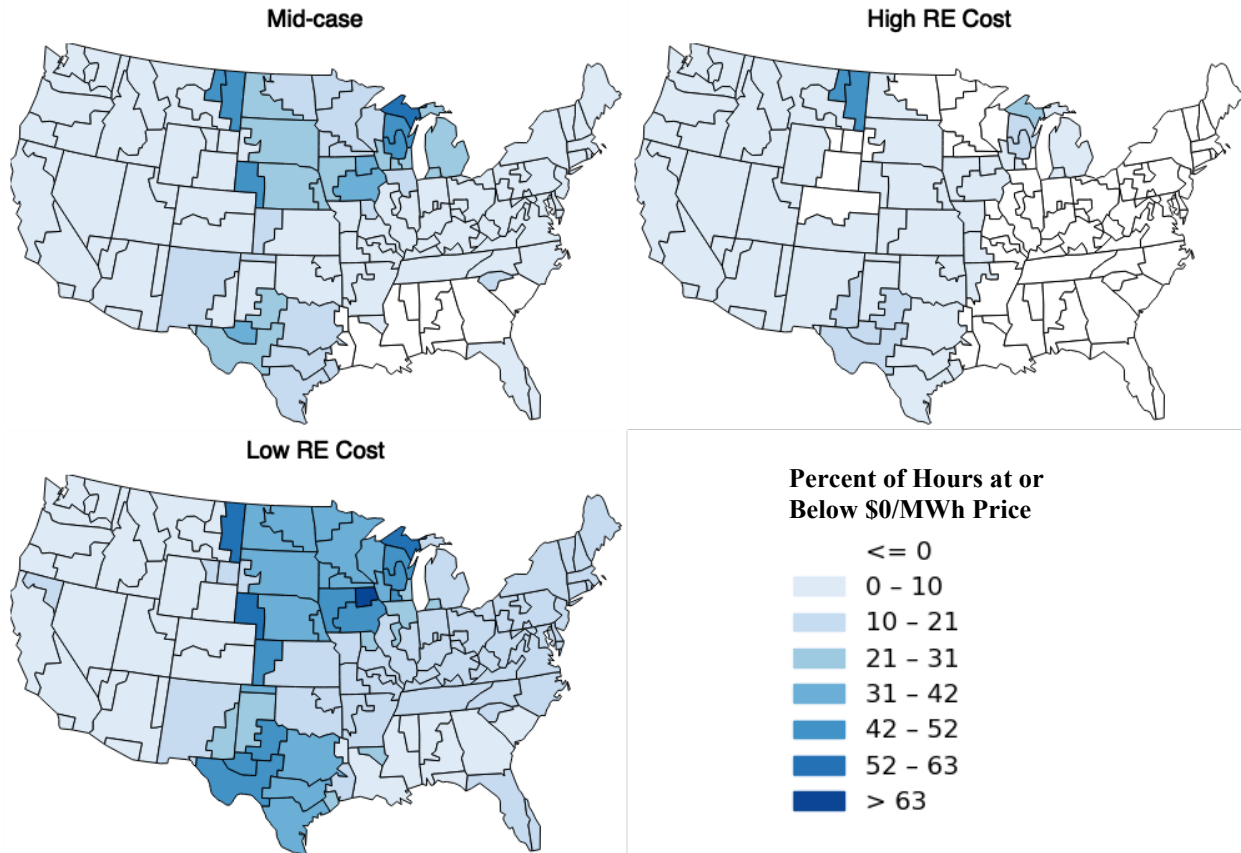 Mid-case
High RE Cost
Low RE Cost
Percent of Hours at or
Below $0/MWh Price
<= 0
0 – 10
10 – 21
21 – 31
31 – 42
42 – 52
52 – 63
> 63